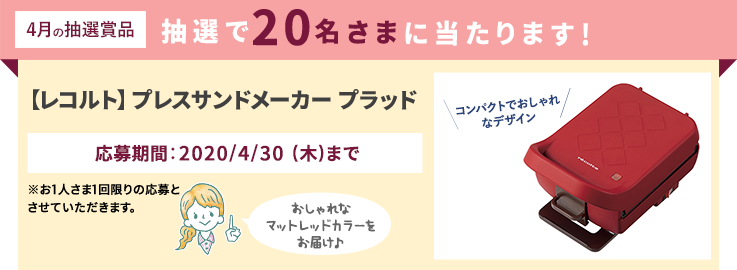 4月の抽選賞品
抽選で20名さまに当たります!
【レコルト】プレスサンドメーカー プラッド
コンパクトでおしゃれ
なデザイン
応募期間:2020/4/30 (木)まで
※お1人さま1回限りの応募と
させていただきます。
おしゃれな
マットレッドカラーを
お届け♪
récolte